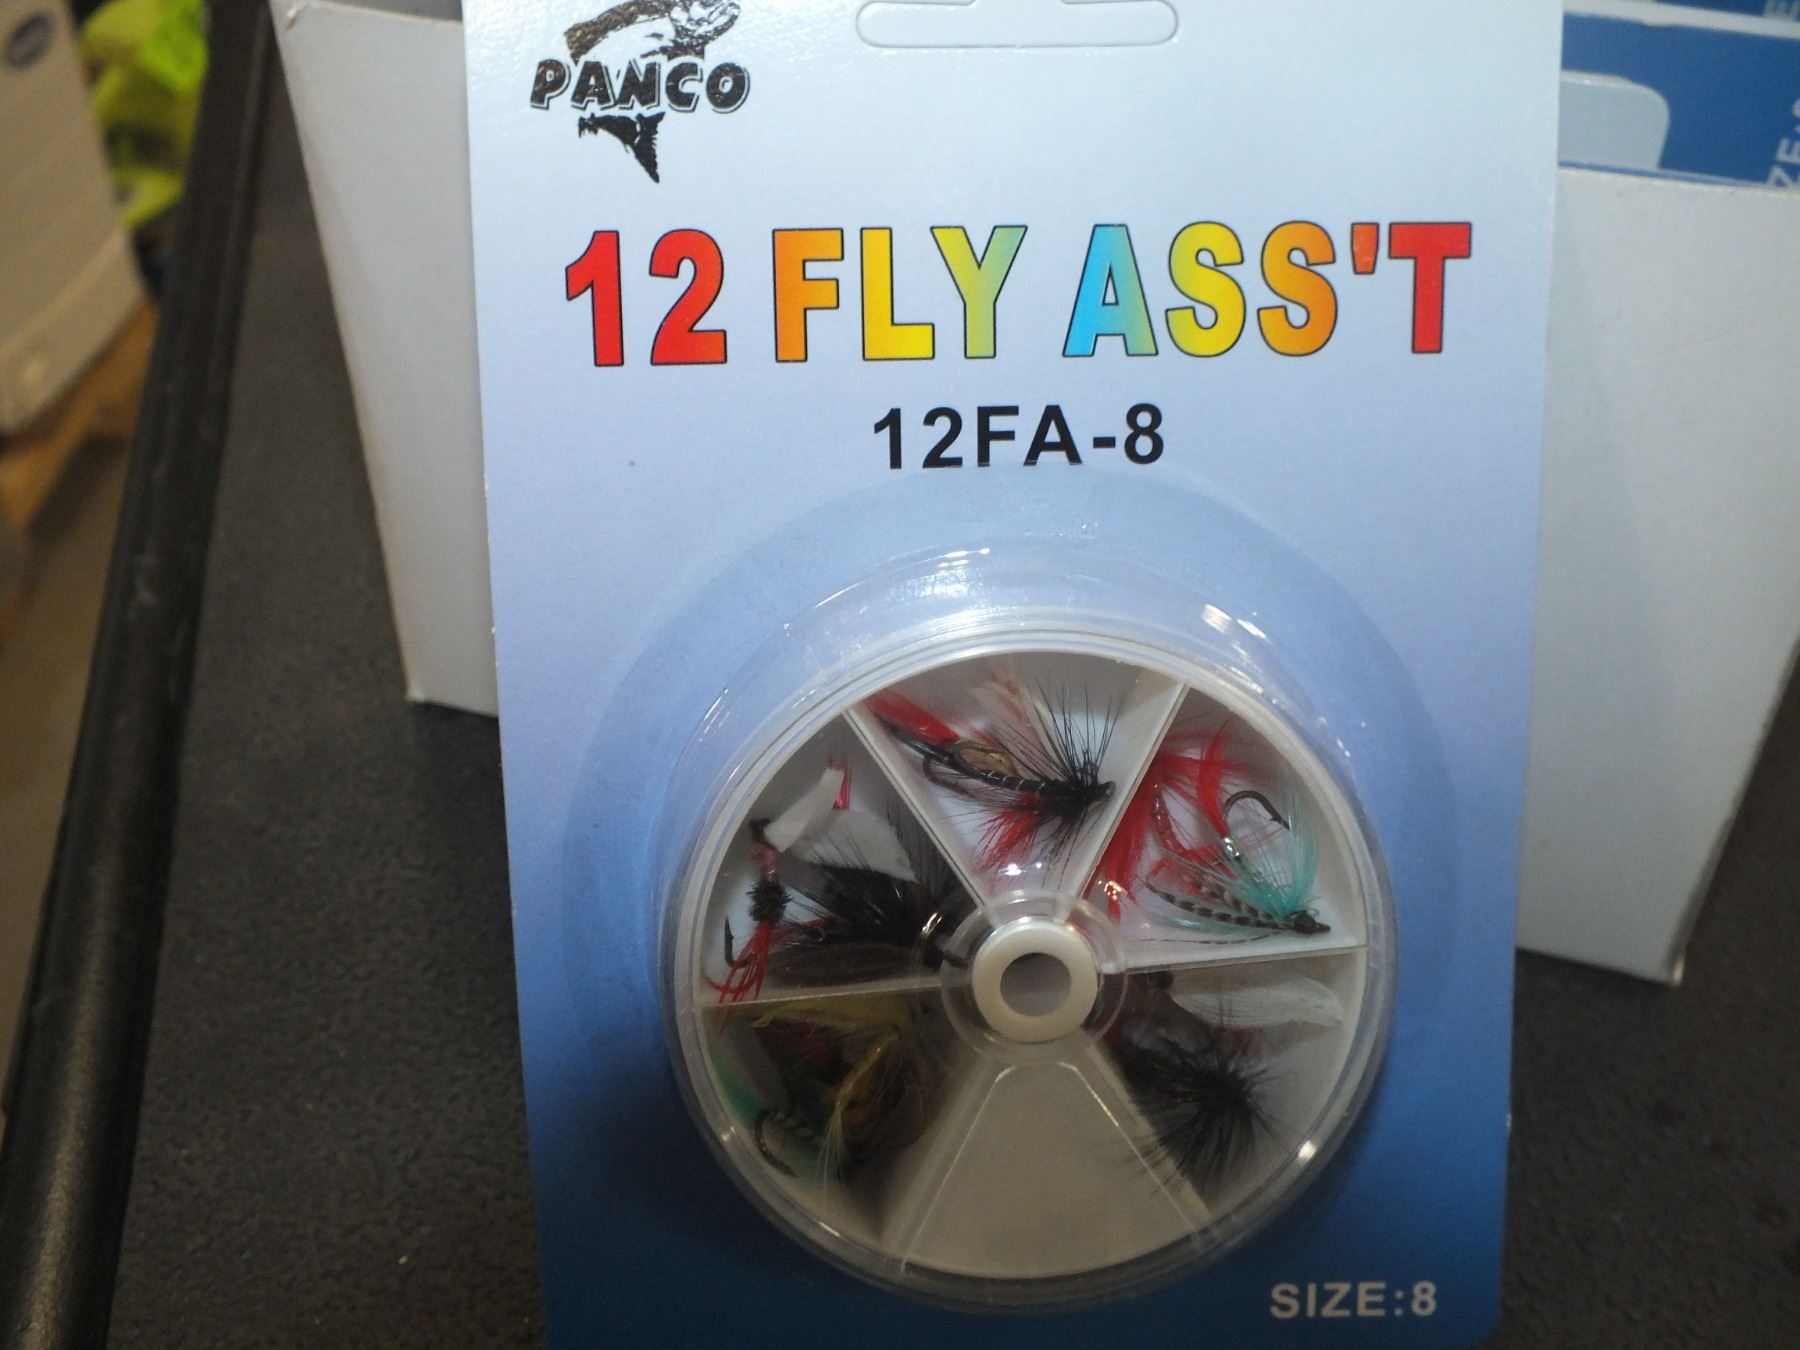 PANCO
12 FLY ASS'T
12FA-8
SIZE:8